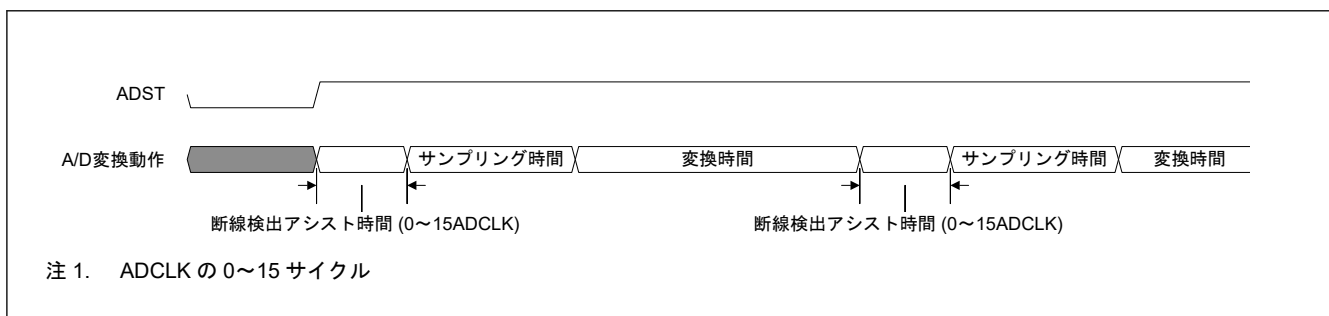 ADST
A/D変換動作
サンプリング時間 変換時間 サンプリング時間 変換時間
断線検出アシスト時間 (0～15ADCLK) 断線検出アシスト時間 (0～15ADCLK)
注 1. ADCLK の 0～15 サイクル